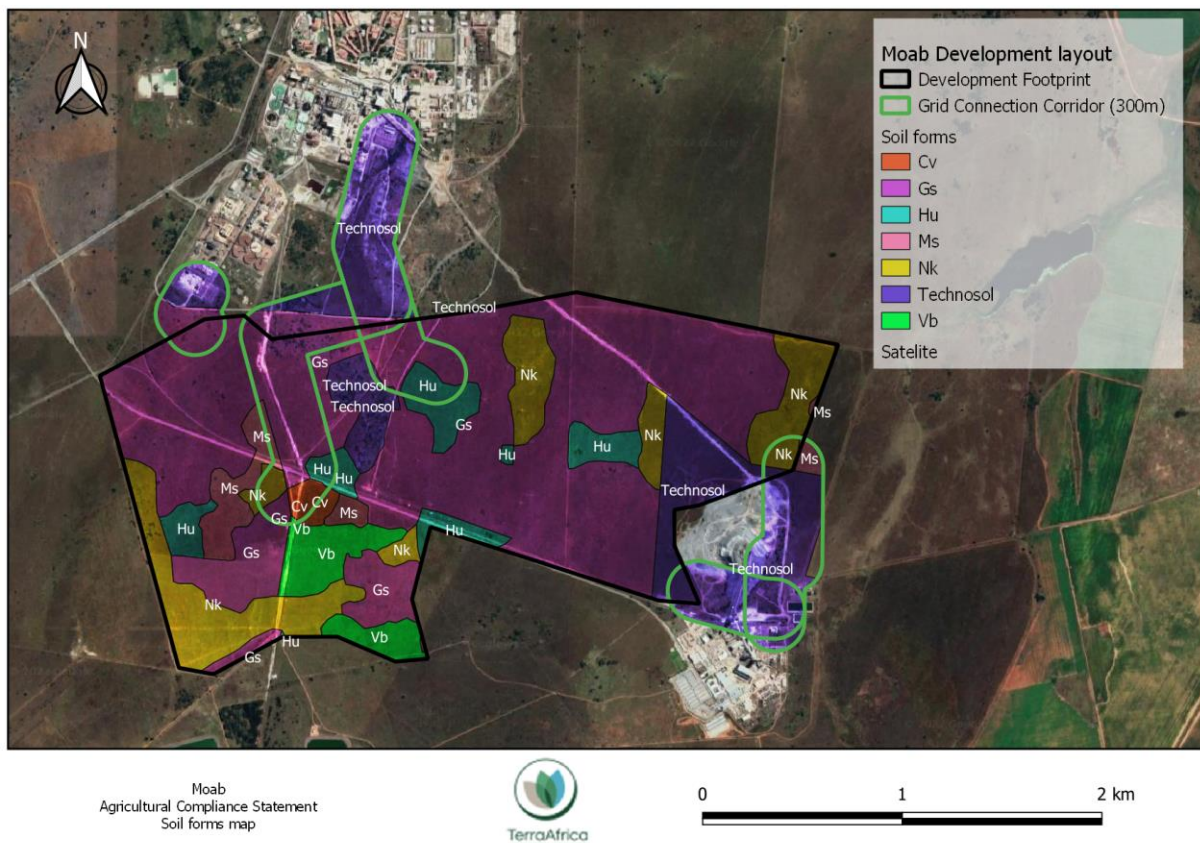 N
Moab Development layout
Development Footprint
Grid Connection Corridor (300m)
Soil forms
Cv
Gs
Hu
Ms
Nk
Technosol
Vb
Satelite
Technosol
Technosol
Gs
Technosol
Technosol
Hu
Gs
Nk
Nk
Ms
Hu
Hu
Nk
Nk
Ms
Ms
Hu
Hu
Ms
Nk
Technosol
Cv
Cv
Ms
Gs
Vb
Hu
Hu
Gs
Vb
Nk
Technosol
Gs
Nk
Vb
Hu
Gs
Moab
Agricultural Compliance Statement
Soil forms map
TerraAfrica
0 1 2 km